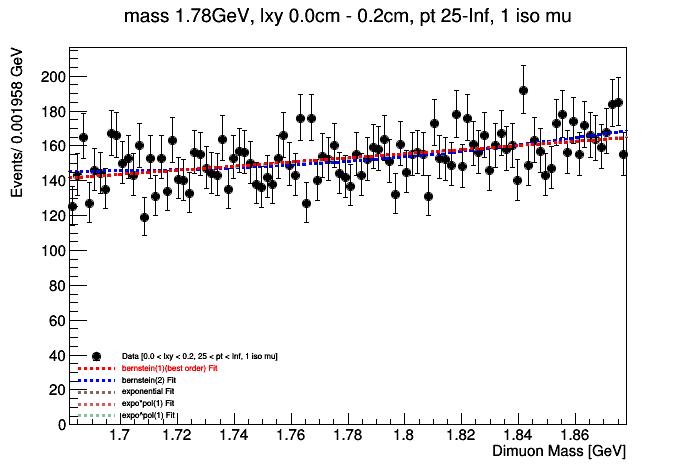 mass 1.78GeV, lxy 0.0cm - 0.2cm, pt 25-Inf, 1 iso mu
Events/ 0.001958 GeV
200
180
160
140
120
100
80
60
40
20
0
Data [0.0 < lxy < 0.2, 25 < pt < Inf, 1 iso mu]
bernstein(1)(best order) Fit
bernstein(2) Fit
exponential Fit
expo*pol(1) Fit
expo^pol(1) Fit
1.7 1.72 1.74 1.76 1.78 1.8 1.82 1.84 1.86
Dimuon Mass [GeV]